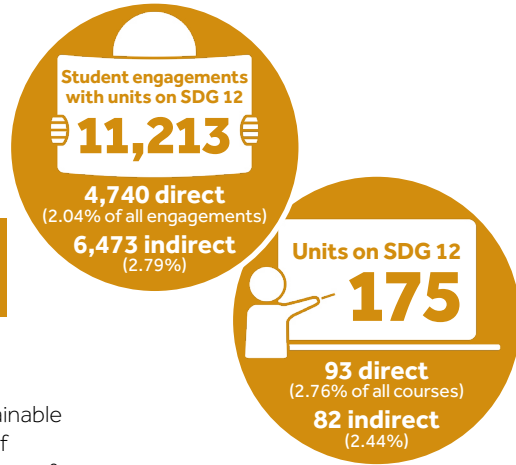 Student engagements
with units on SDG 12
11,213
4,740 direct
(2.04% of all engagements)
6,473 indirect
(2.79%)
Units on SDG 12
175
93 direct
(2.76% of all courses)
82 indirect
(2.44%)
ainable
f